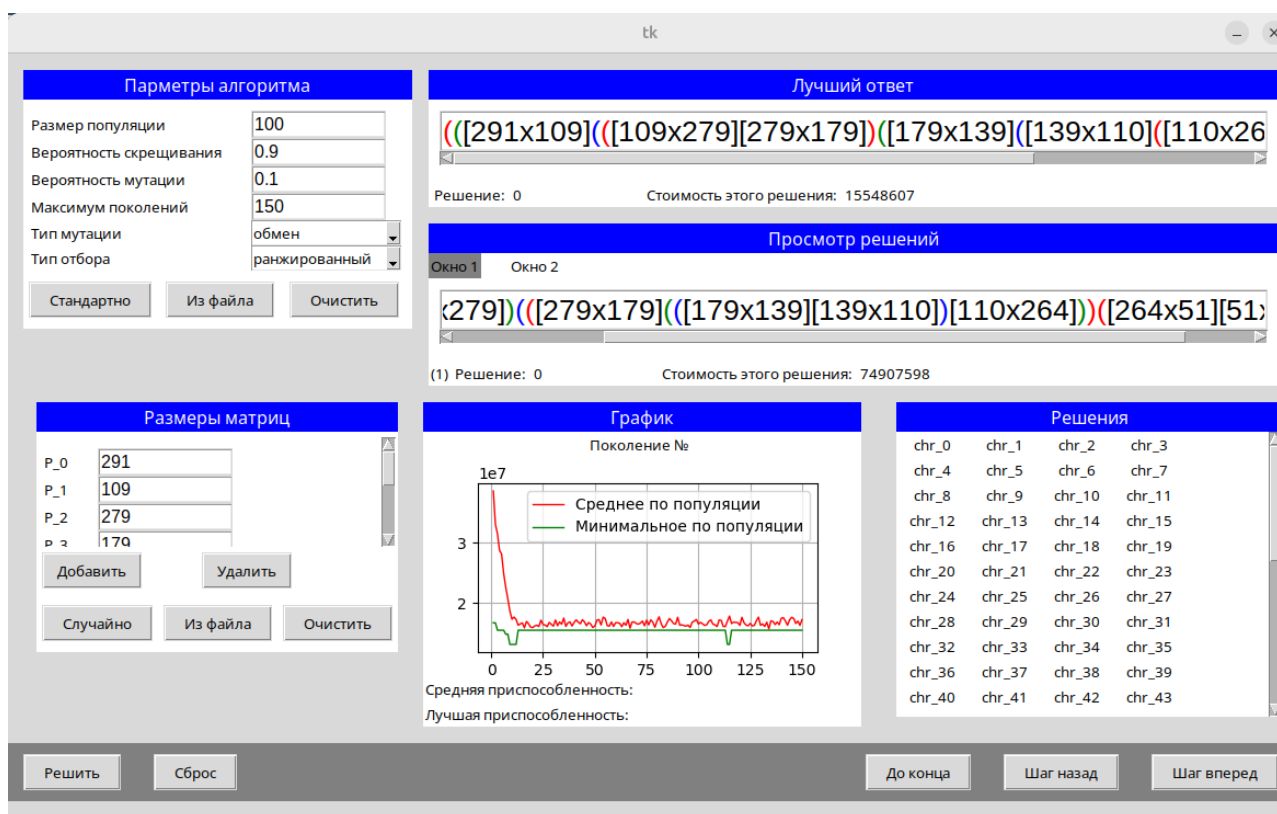 tk
Парметры алгоритма
Размер популяции 100
Вероятность скрещивания 0.9
Вероятность мутации 0.1
Максимум поколений 150
Тип мутации обмен
Тип отбора ранжированный
Стандартно Из файла Очистить
Лучший ответ
(([291x109](([109x279][279x179])([179x139]([139x110]([110x26
Решение: 0 Стоимость этого решения: 15548607
Просмотр решений
Окно 1 Окно 2
x279])(([279x179](([179x139][139x110])[110x264]))([264x51][51x
(1) Решение: 0 Стоимость этого решения: 74907598
Размеры матриц
P_0 291
P_1 109
P_2 279
P_3 179
Добавить Удалить
Случайно Из файла Очистить
График
Поколение №
1e7
Среднее по популяции
Минимальное по популяции
3
2
0 25 50 75 100 125 150
Средняя приспособленность:
Лучшая приспособленность:
Решения
chr_0 chr_1 chr_2 chr_3
chr_4 chr_5 chr_6 chr_7
chr_8 chr_9 chr_10 chr_11
chr_12 chr_13 chr_14 chr_15
chr_16 chr_17 chr_18 chr_19
chr_20 chr_21 chr_22 chr_23
chr_24 chr_25 chr_26 chr_27
chr_28 chr_29 chr_30 chr_31
chr_32 chr_33 chr_34 chr_35
chr_36 chr_37 chr_38 chr_39
chr_40 chr_41 chr_42 chr_43
Решить Сброс До конца Шаг назад Шаг вперед